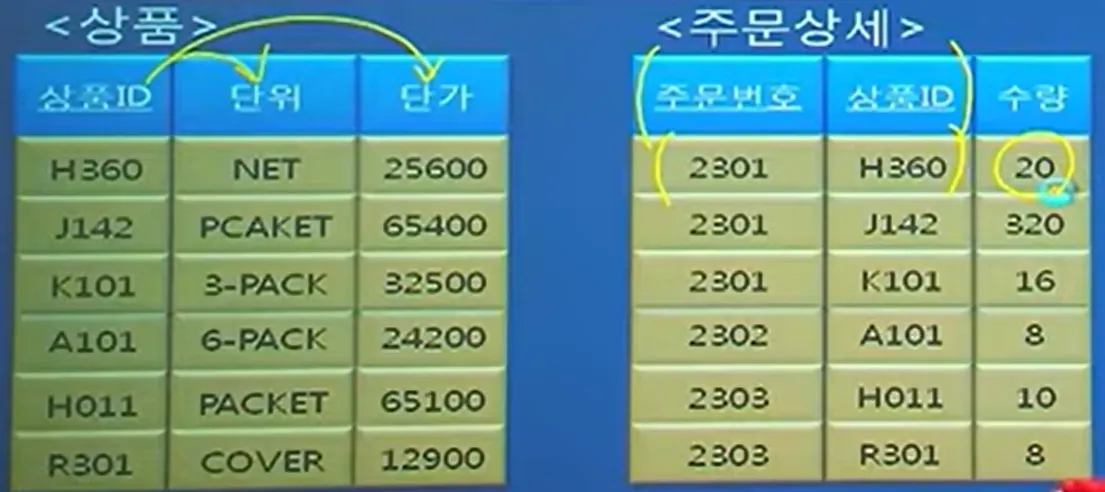 <상품>
상품ID 단위 단가
H360 NET 25600
J142 PCAKET 65400
K101 3-PACK 32500
A101 6-PACK 24200
H011 PACKET 65100
R301 COVER 12900
<주문상세>
주문번호 상품ID 수량
2301 H360 20
2301 J142 320
2301 K101 16
2302 A101 8
2303 H011 10
2303 R301 8